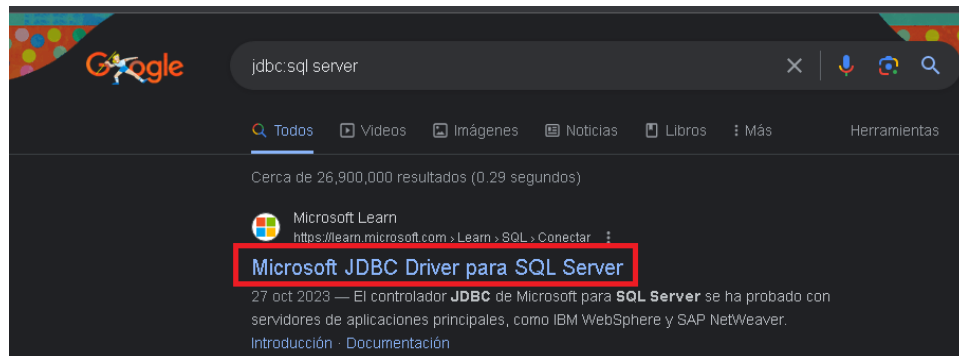 Google
jdbc:sql server
Todos Videos Imágenes Noticias Libros Más Herramientas
Cerca de 26,900,000 resultados (0.29 segundos)
Microsoft Learn
https://learn.microsoft.com › Learn › SQL › Conectar
Microsoft JDBC Driver para SQL Server
27 oct 2023 — El controlador JDBC de Microsoft para SQL Server se ha probado con
servidores de aplicaciones principales, como IBM WebSphere y SAP NetWeaver.
Introducción · Documentación